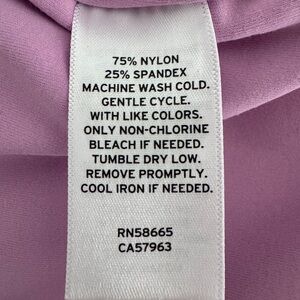 75% NYLON
25% SPANDEX
MACHINE WASH COLD.
GENTLE CYCLE.
WITH LIKE COLORS.
ONLY NON-CHLORINE
BLEACH IF NEEDED.
TUMBLE DRY LOW.
REMOVE PROMPTLY.
COOL IRON IF NEEDED.
RN58665
CA57963